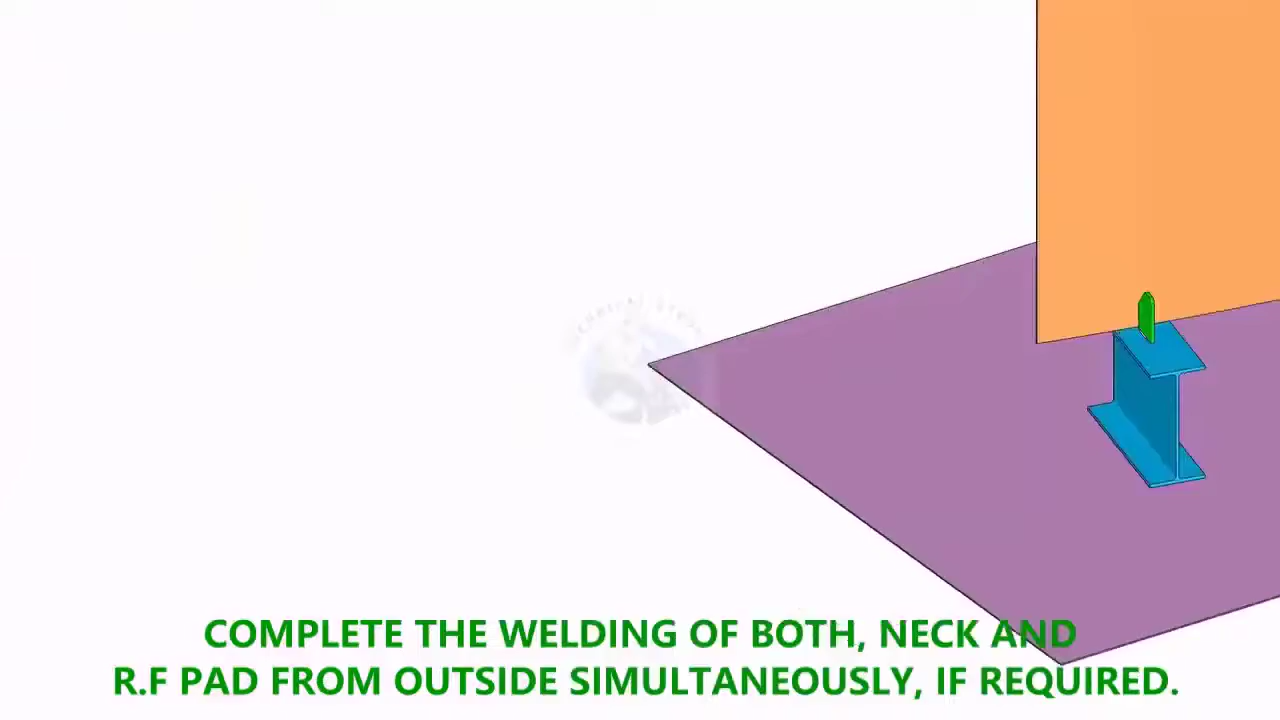 COMPLETE THE WELDING OF BOTH, NECK AND
R.F PAD FROM OUTSIDE SIMULTANEOUSLY, IF REQUIRED.